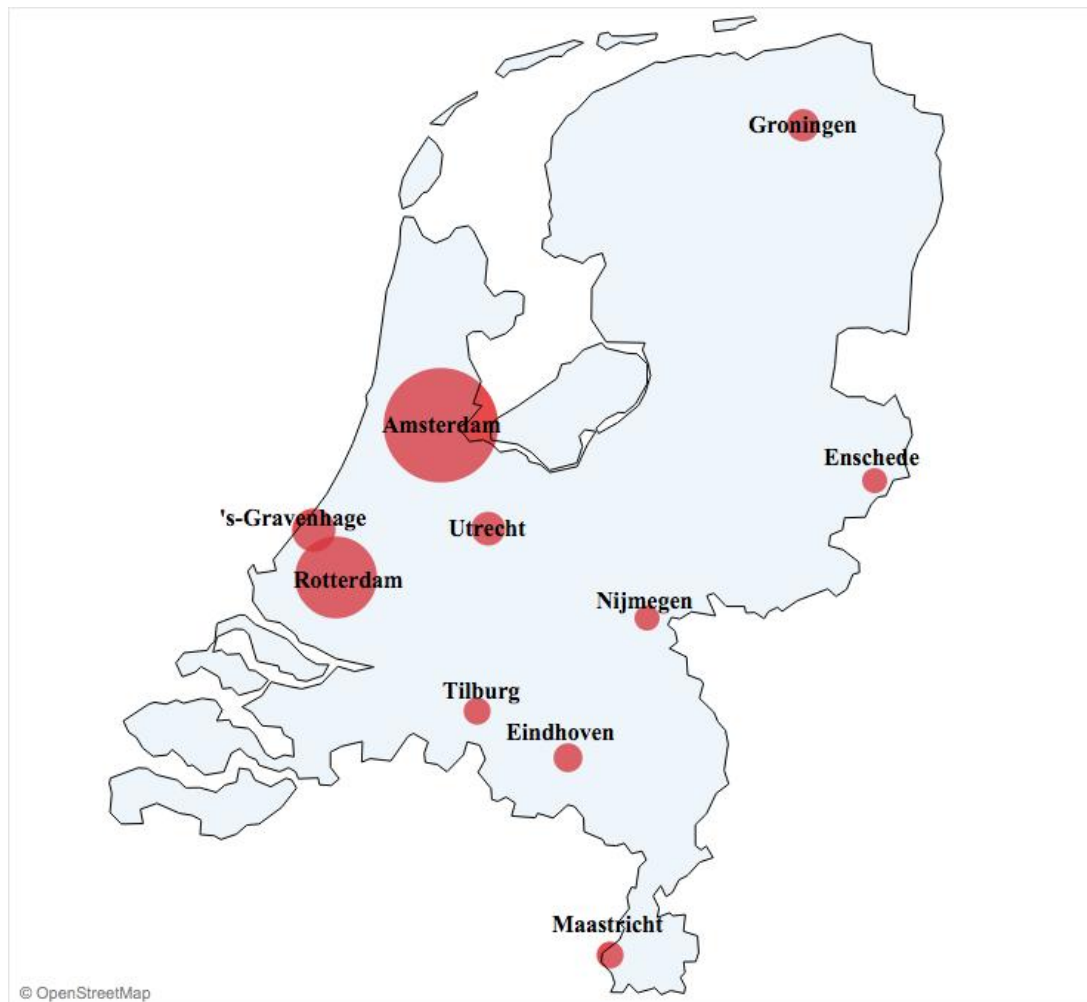 Groningen
Amsterdam
Enschede
's-Gravenhage
Utrecht
Rotterdam
Nijmegen
Tilburg
Eindhoven
Maastricht
© OpenStreetMap